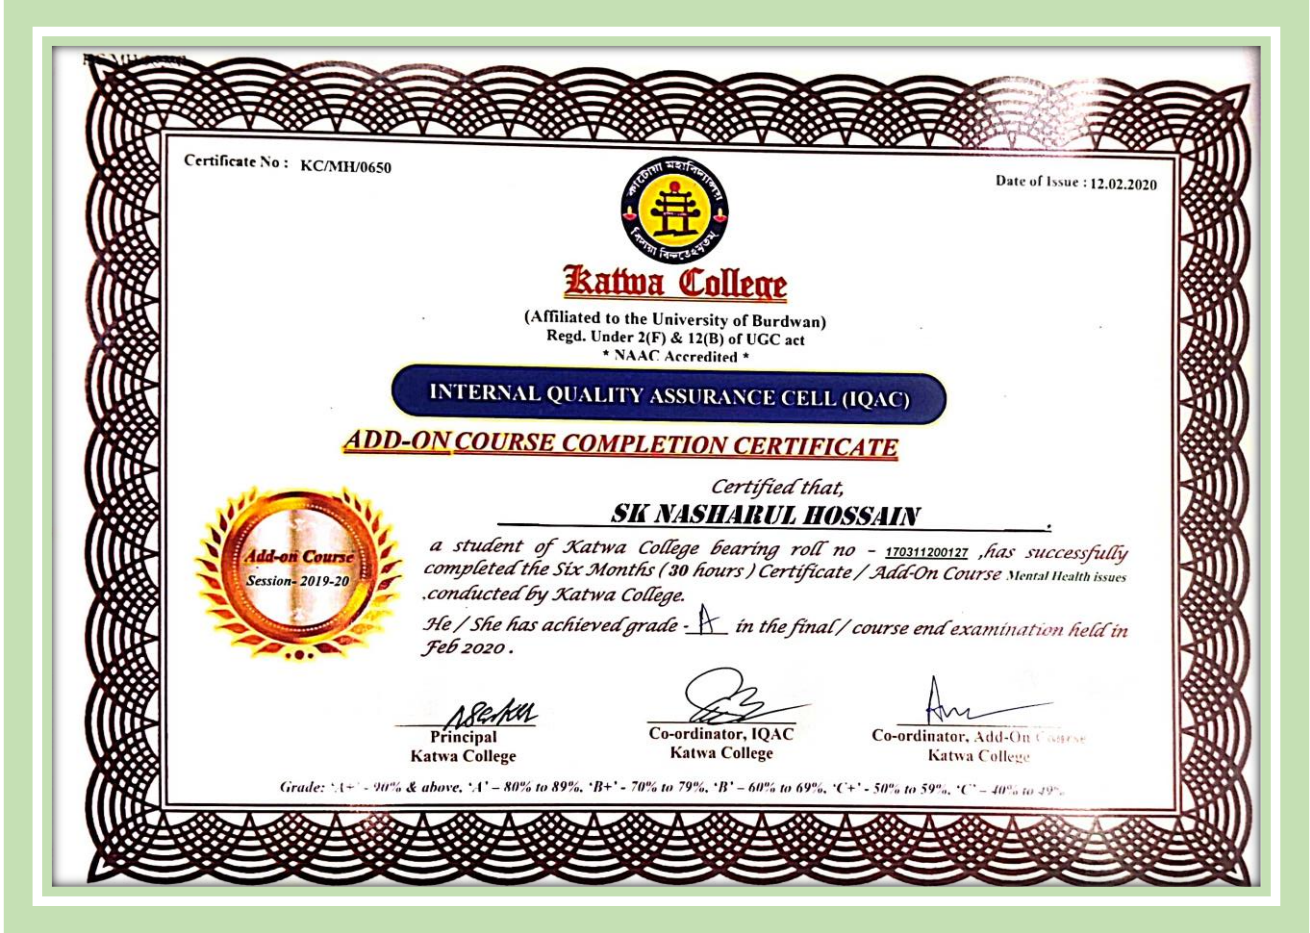 Certificate No : KC/MH/0650
Date of Issue : 12.02.2020
কাটোয়া মহাবিদ্যালয়
Katwa College
(Affiliated to the University of Burdwan)
Regd. Under 2(F) & 12(B) of UGC act
* NAAC Accredited *
INTERNAL QUALITY ASSURANCE CELL (IQAC)
ADD-ON COURSE COMPLETION CERTIFICATE
Certified that,
SK NASHARUL HOSSAIN .
Add-on Course
Session- 2019-20
a student of Katwa College bearing roll no - 170311200127 ,has successfully
completed the Six Months ( 30 hours ) Certificate / Add-On Course Mental Health issues
.conducted by Katwa College.
He / She has achieved grade - A in the final / course end examination held in
Feb 2020 .
Principal
Katwa College
Co-ordinator, IQAC
Katwa College
Co-ordinator, Add-On Course
Katwa College
Grade: 'A+' - 90% & above, 'A' – 80% to 89%, 'B+' - 70% to 79%, 'B' – 60% to 69%, 'C+' - 50% to 59%, 'C' – 40% to 49%